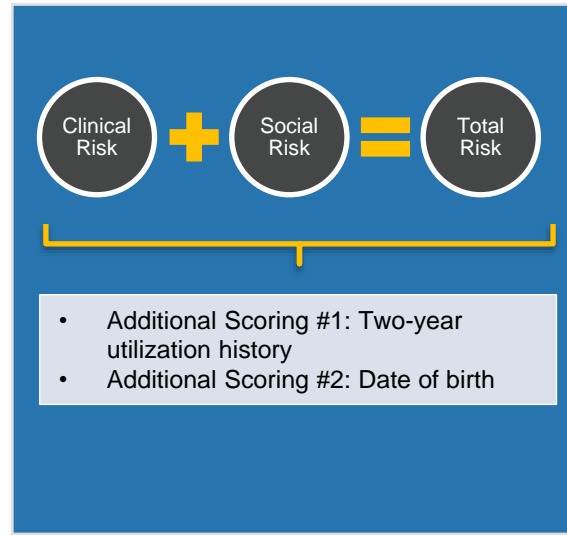 Clinical
Risk
Social
Risk
Total
Risk
• Additional Scoring #1: Two-year
utilization history
• Additional Scoring #2: Date of birth